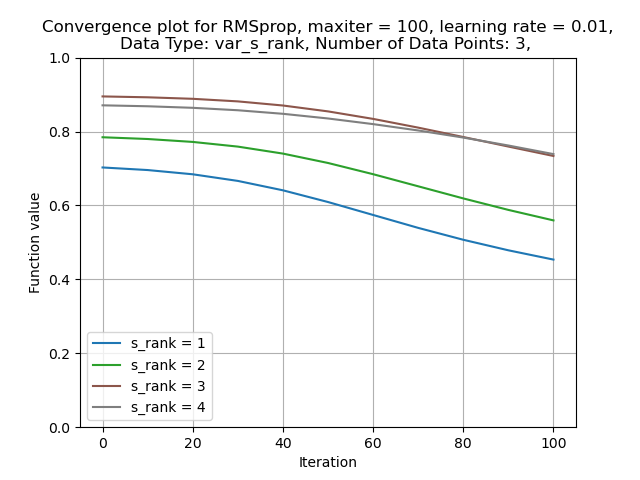 Convergence plot for RMSprop, maxiter = 100, learning rate = 0.01,
Data Type: var_s_rank, Number of Data Points: 3,
1.0
0.8
0.6
0.4
0.2
0.0
Function value
s_rank = 1
s_rank = 2
s_rank = 3
s_rank = 4
0 20 40 60 80 100
Iteration